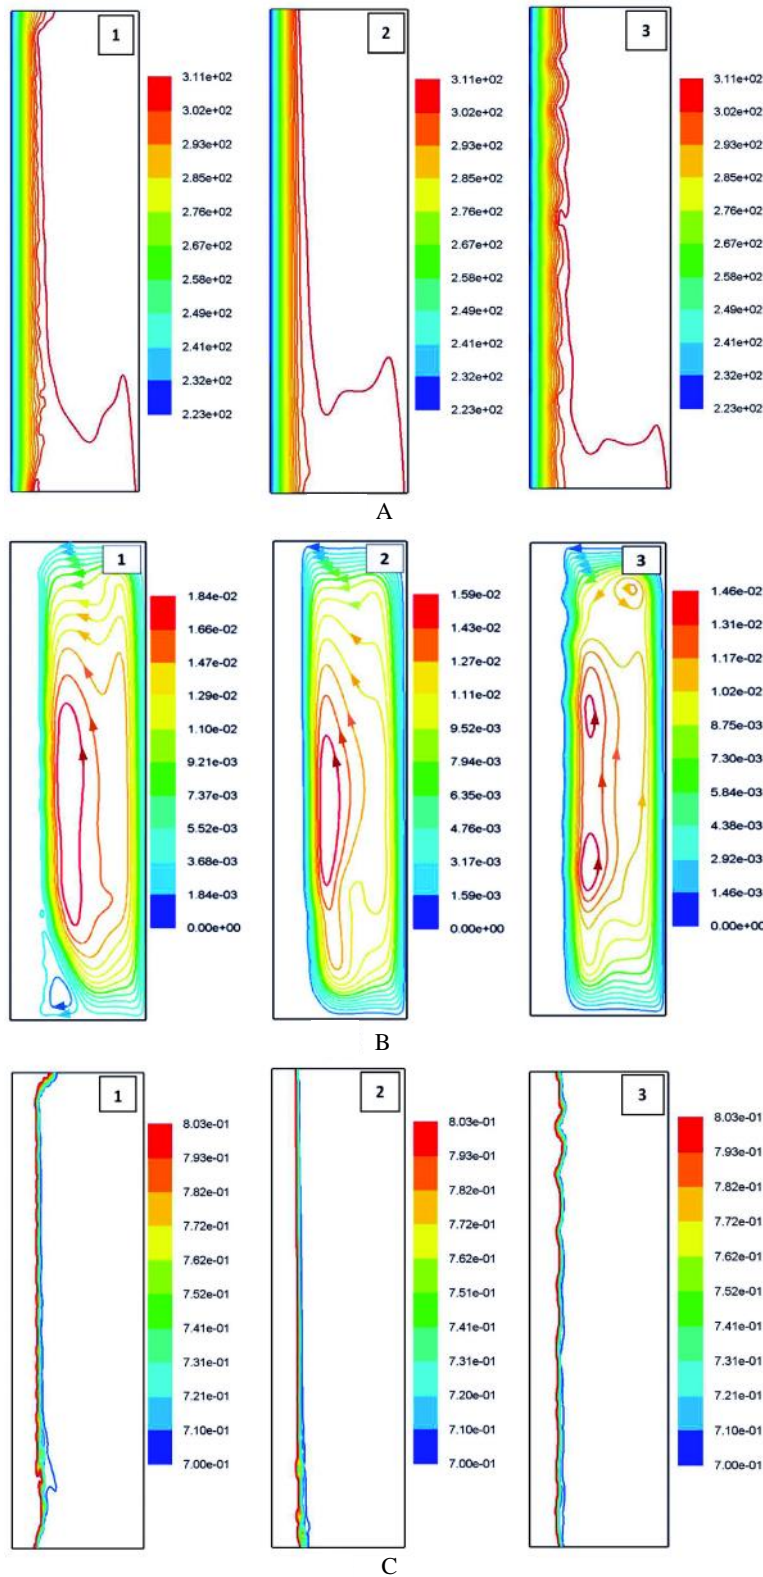 1
3.11e+02
3.02e+02
2.93e+02
2.85e+02
2.76e+02
2.67e+02
2.58e+02
2.49e+02
2.41e+02
2.32e+02
2.23e+02
2
3.11e+02
3.02e+02
2.93e+02
2.85e+02
2.76e+02
2.67e+02
2.58e+02
2.49e+02
2.41e+02
2.32e+02
2.23e+02
3
3.11e+02
3.02e+02
2.93e+02
2.85e+02
2.76e+02
2.67e+02
2.58e+02
2.49e+02
2.41e+02
2.32e+02
2.23e+02
A
1
1.84e-02
1.66e-02
1.47e-02
1.29e-02
1.10e-02
9.21e-03
7.37e-03
5.52e-03
3.68e-03
1.84e-03
0.00e+00
2
1.59e-02
1.43e-02
1.27e-02
1.11e-02
9.52e-03
7.94e-03
6.35e-03
4.76e-03
3.17e-03
1.59e-03
0.00e+00
3
1.46e-02
1.31e-02
1.17e-02
1.02e-02
8.75e-03
7.30e-03
5.84e-03
4.38e-03
2.92e-03
1.46e-03
0.00e+00
B
1
8.03e-01
7.93e-01
7.82e-01
7.72e-01
7.62e-01
7.52e-01
7.41e-01
7.31e-01
7.21e-01
7.10e-01
7.00e-01
2
8.03e-01
7.93e-01
7.82e-01
7.72e-01
7.62e-01
7.51e-01
7.41e-01
7.31e-01
7.20e-01
7.10e-01
7.00e-01
3
8.03e-01
7.93e-01
7.82e-01
7.72e-01
7.62e-01
7.52e-01
7.41e-01
7.31e-01
7.21e-01
7.10e-01
7.00e-01
C